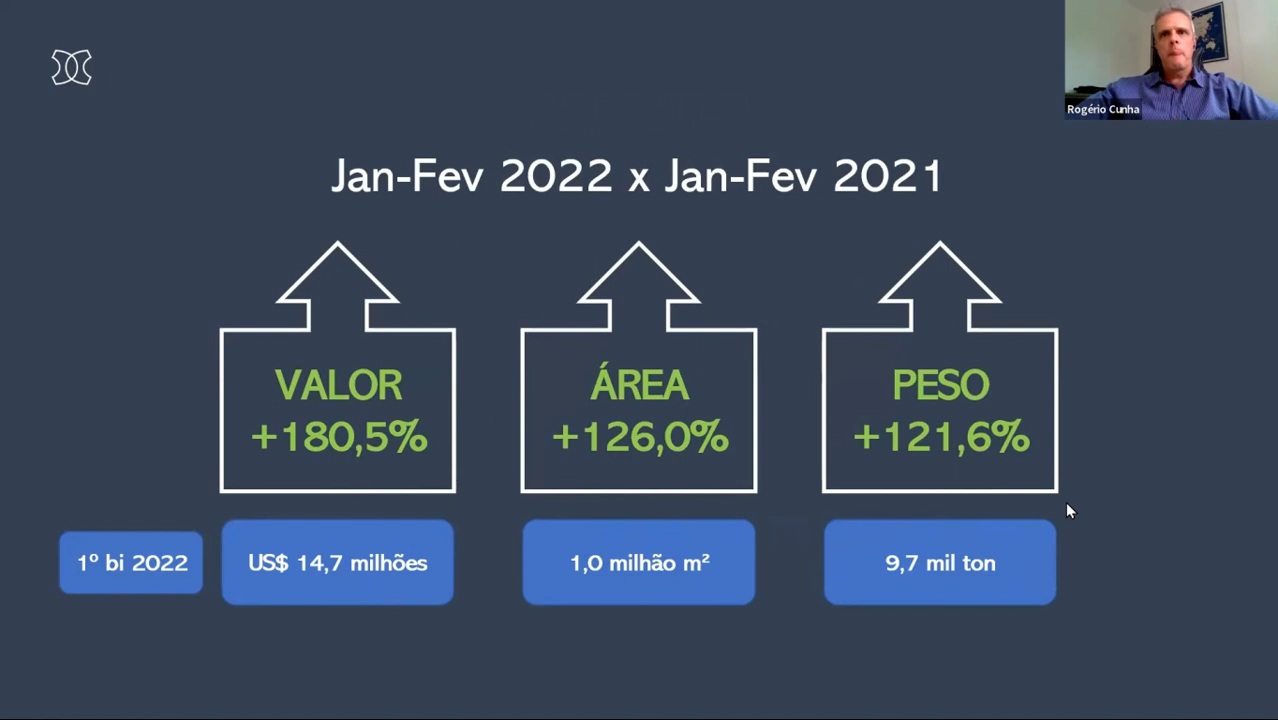 Rogério Cunha
Jan-Fev 2022 x Jan-Fev 2021
VALOR
+180,5%
ÁREA
+126,0%
PESO
+121,6%
1º bi 2022
US$ 14,7 milhões
1,0 milhão m²
9,7 mil ton